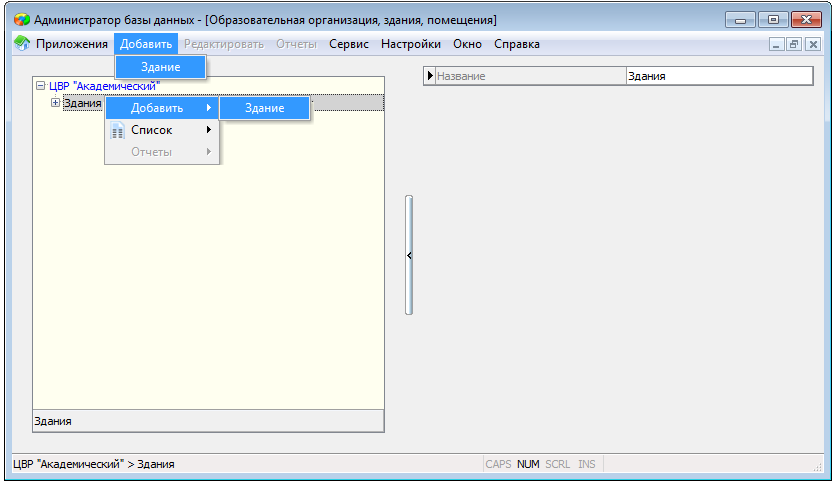 Администратор базы данных - [Образовательная организация, здания, помещения]
Приложения Добавить Редактировать Отчеты Сервис Настройки Окно Справка
Здание
Название Здания
ЦВР "Академический"
Здания Добавить Здание
Список
Отчеты
Здания
ЦВР "Академический" > Здания CAPS NUM SCRL INS